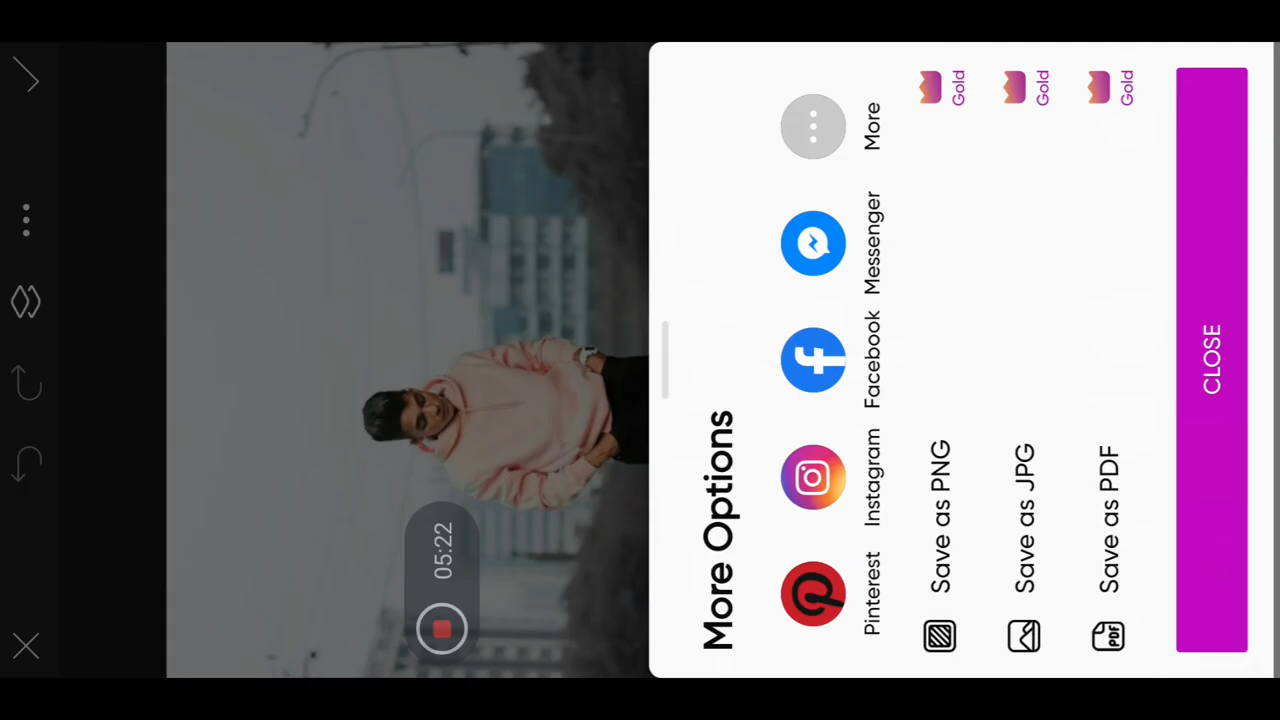 05:22
More Options
Pinterest
Instagram
Facebook
Messenger
More
Save as PNG
Gold
Save as JPG
Gold
PDF
Save as PDF
Gold
CLOSE